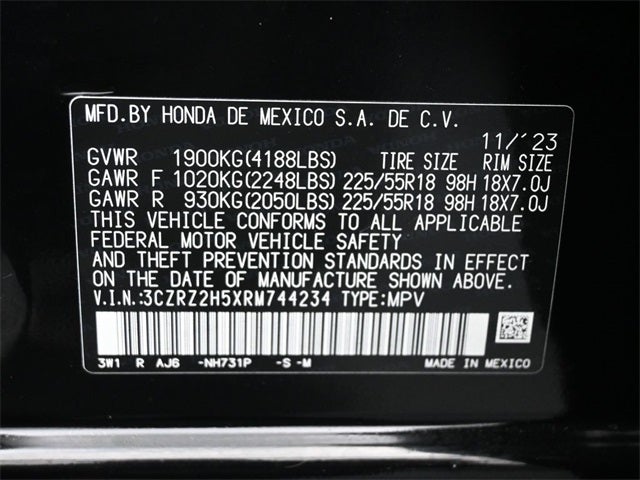 MFD.BY HONDA DE MEXICO S.A. DE C.V.
11/´23
GVWR 1900KG(4188LBS) TIRE SIZE RIM SIZE
GAWR F 1020KG(2248LBS) 225/55R18 98H 18X7.0J
GAWR R 930KG(2050LBS) 225/55R18 98H 18X7.0J
THIS VEHICLE CONFORMS TO ALL APPLICABLE
FEDERAL MOTOR VEHICLE SAFETY
AND THEFT PREVENTION STANDARDS IN EFFECT
ON THE DATE OF MANUFACTURE SHOWN ABOVE.
V.I.N.:3CZRZ2H5XRM744234 TYPE:MPV
3W1 R AJ6 -NH731P -S -M MADE IN MEXICO